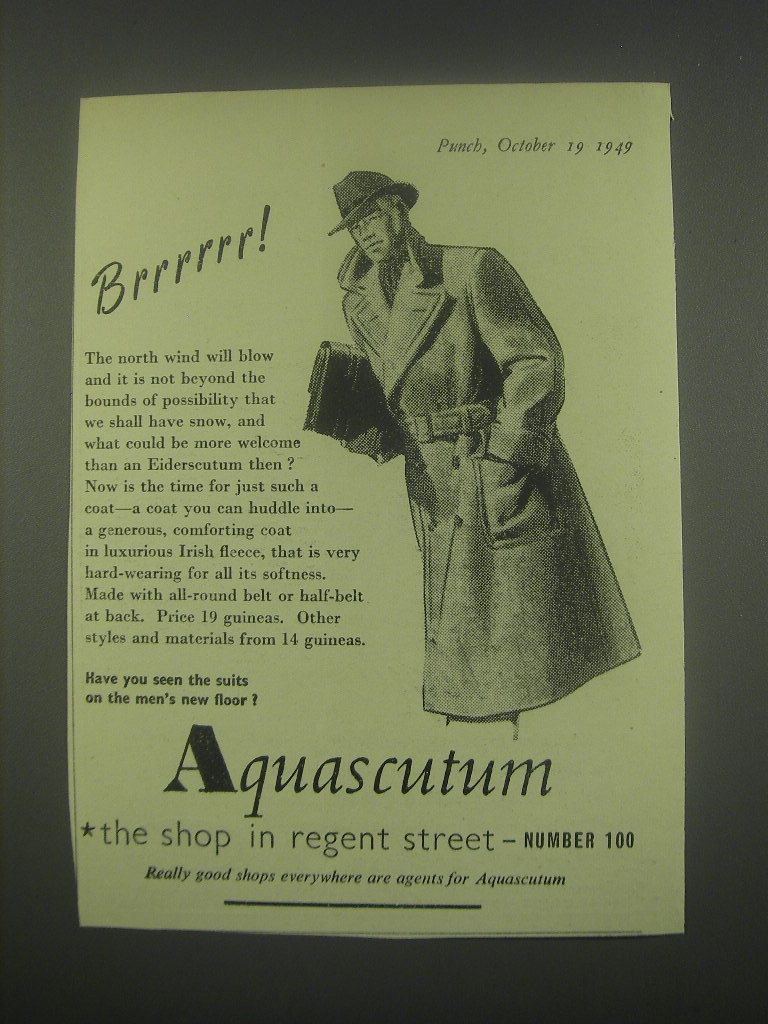 Punch, October 19 1949
Brrrrrr!
The north wind will blow
and it is not beyond the
bounds of possibility that
we shall have snow, and
what could be more welcome
than an Eiderscutum then ?
Now is the time for just such a
coat—a coat you can huddle into—
a generous, comforting coat
in luxurious Irish fleece, that is very
hard-wearing for all its softness.
Made with all-round belt or half-belt
at back. Price 19 guineas. Other
styles and materials from 14 guineas.
Have you seen the suits
on the men's new floor ?
Aquascutum
*the shop in regent street – NUMBER 100
Really good shops everywhere are agents for Aquascutum